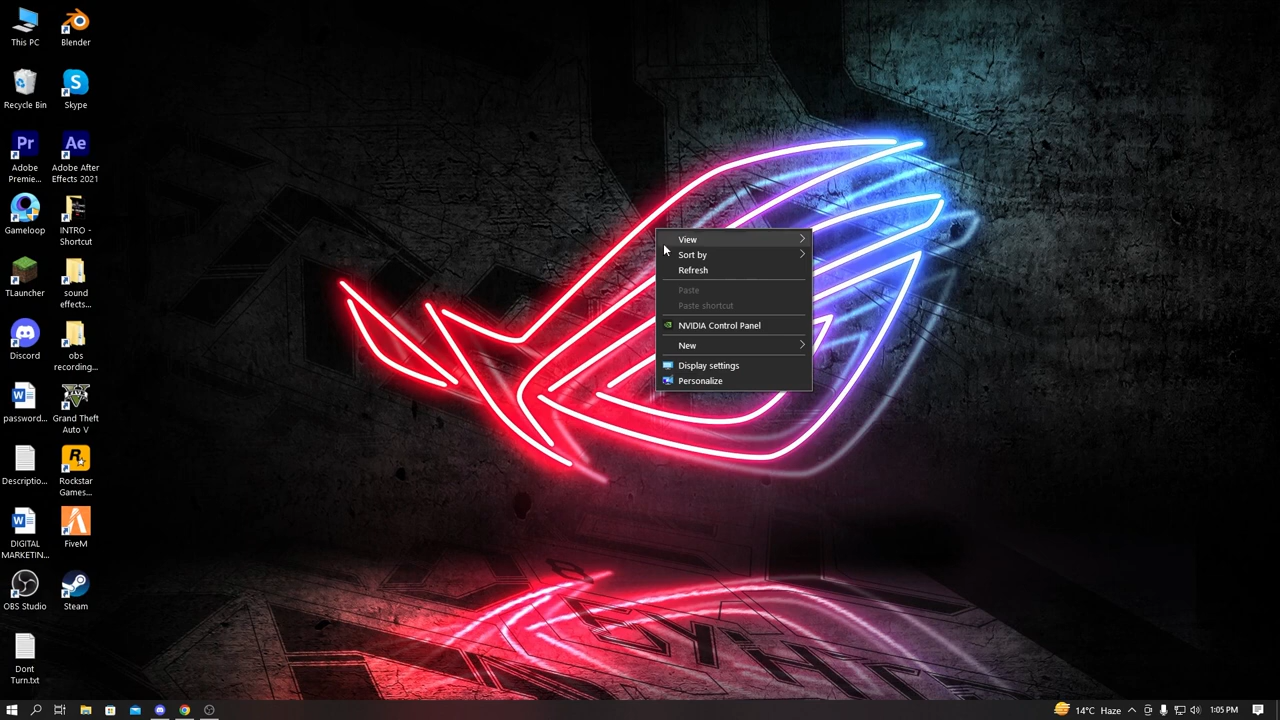 This PC
Blender
Recycle Bin
Skype
Pr
Adobe
Premie...
Ae
Adobe After
Effects 2021
Gameloop
INTRO -
Shortcut
TLauncher
sound
effects...
Discord
obs
recording...
password...
Grand Theft
Auto V
Descriptio...
Rockstar
Games...
DIGITAL
MARKETIN...
FiveM
OBS Studio
Steam
Dont
Turn.txt
View
Sort by
Refresh
Paste
Paste shortcut
NVIDIA Control Panel
New
Display settings
Personalize
14°C Haze
1:05 PM